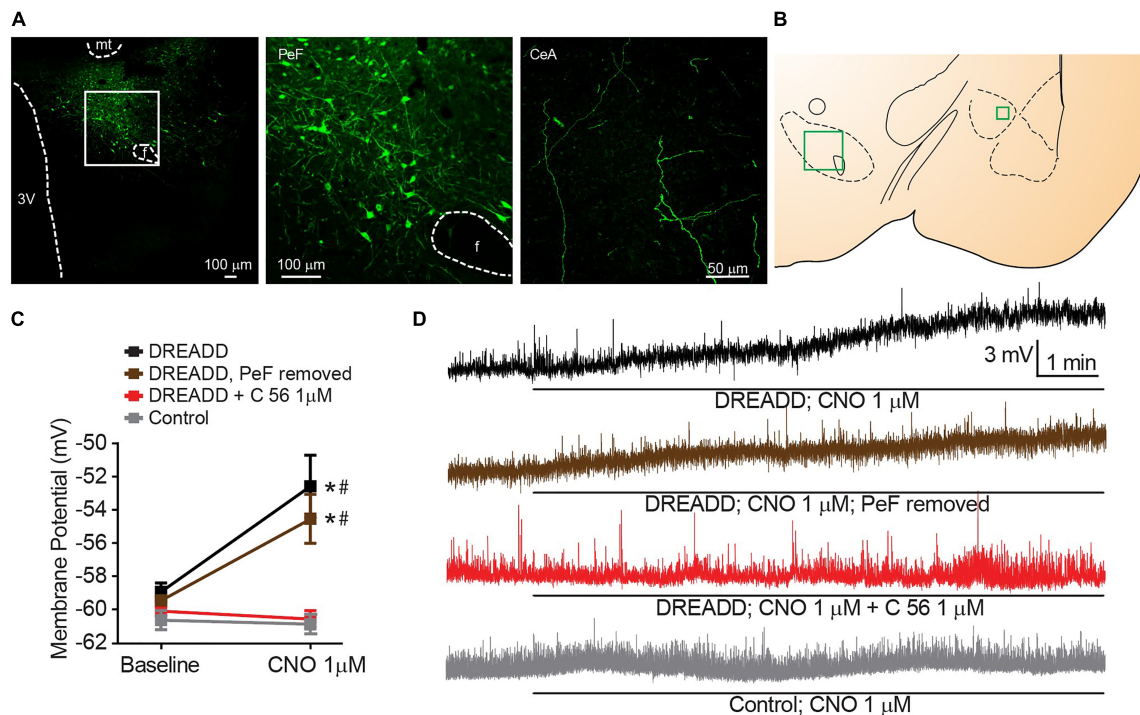 A
B
mt
f
3V
100 μm
PeF
f
100 μm
CeA
50 μm
C
DREADD
DREADD, PeF removed
DREADD + C 56 1μM
Control
Membrane Potential (mV)
-50
-52
-54
-56
-58
-60
-62
*#
*#
Baseline
CNO 1μM
D
3 mV
1 min
DREADD; CNO 1 μM
DREADD; CNO 1 μM; PeF removed
DREADD; CNO 1 μM + C 56 1 μM
Control; CNO 1 μM